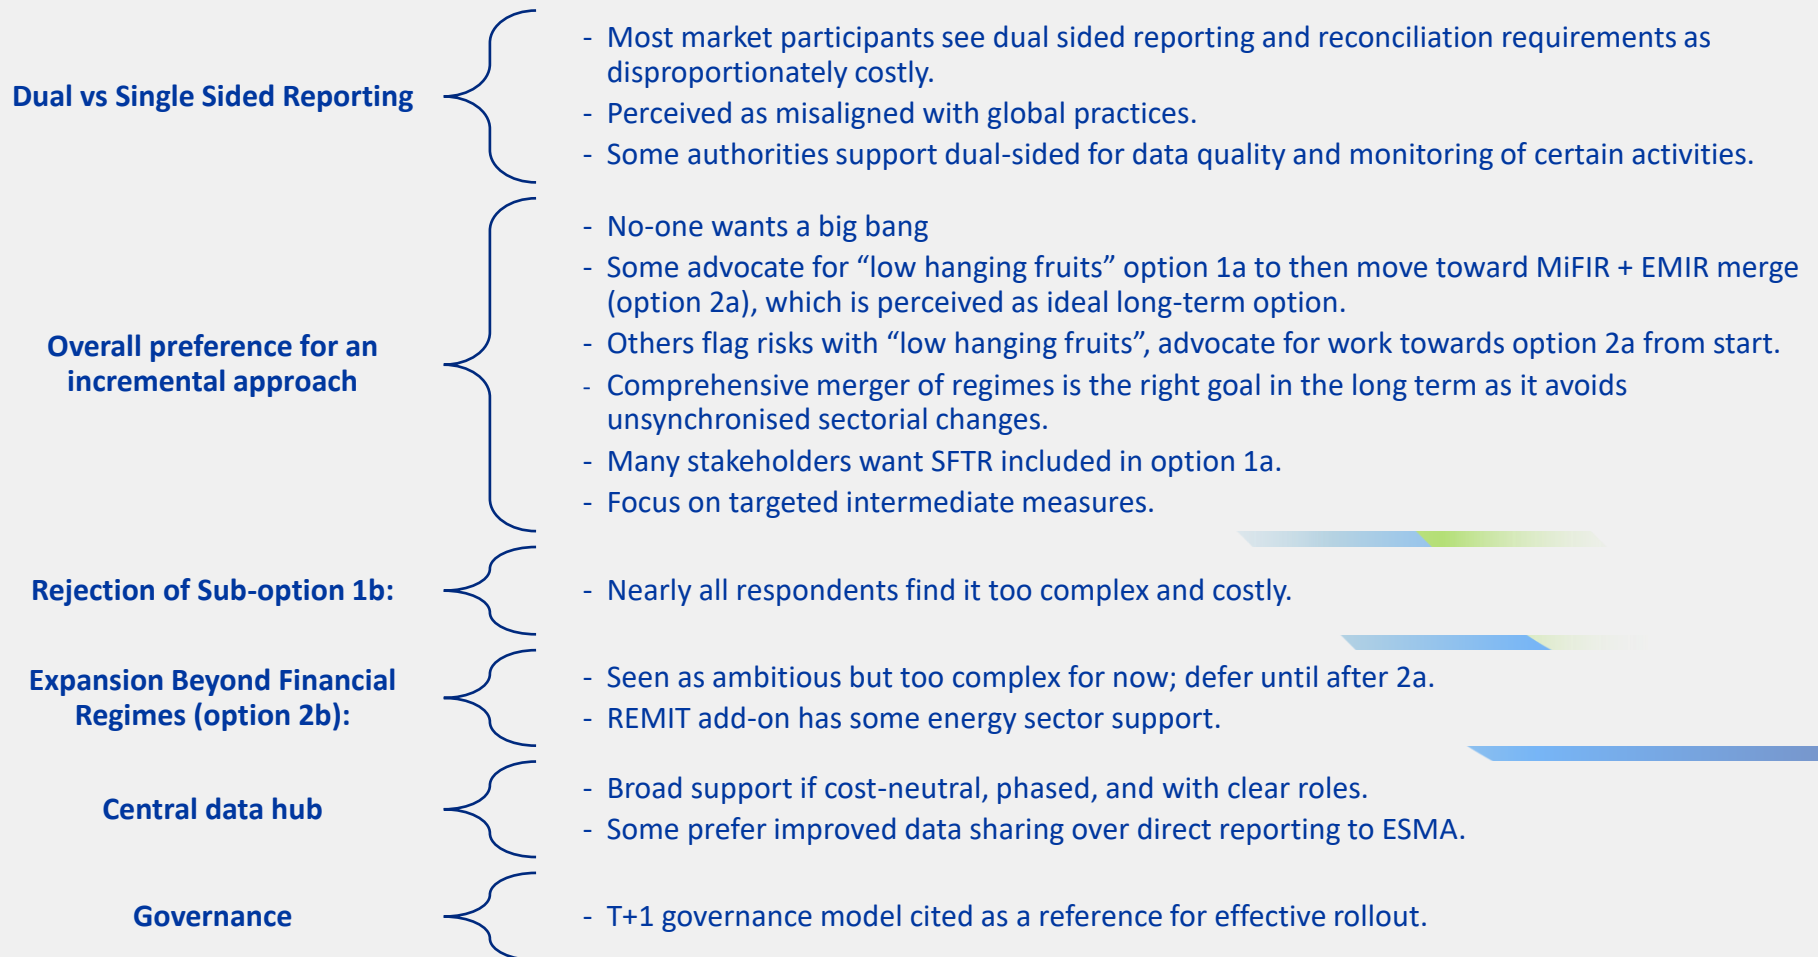 Dual vs Single Sided Reporting
- Most market participants see dual sided reporting and reconciliation requirements as
disproportionately costly.
- Perceived as misaligned with global practices.
- Some authorities support dual-sided for data quality and monitoring of certain activities.
Overall preference for an
incremental approach
- No-one wants a big bang
- Some advocate for “low hanging fruits” option 1a to then move toward MiFIR + EMIR merge
(option 2a), which is perceived as ideal long-term option.
- Others flag risks with “low hanging fruits”, advocate for work towards option 2a from start.
- Comprehensive merger of regimes is the right goal in the long term as it avoids
unsynchronised sectorial changes.
- Many stakeholders want SFTR included in option 1a.
- Focus on targeted intermediate measures.
Rejection of Sub-option 1b:
- Nearly all respondents find it too complex and costly.
Expansion Beyond Financial
Regimes (option 2b):
- Seen as ambitious but too complex for now; defer until after 2a.
- REMIT add-on has some energy sector support.
Central data hub
- Broad support if cost-neutral, phased, and with clear roles.
- Some prefer improved data sharing over direct reporting to ESMA.
Governance
- T+1 governance model cited as a reference for effective rollout.